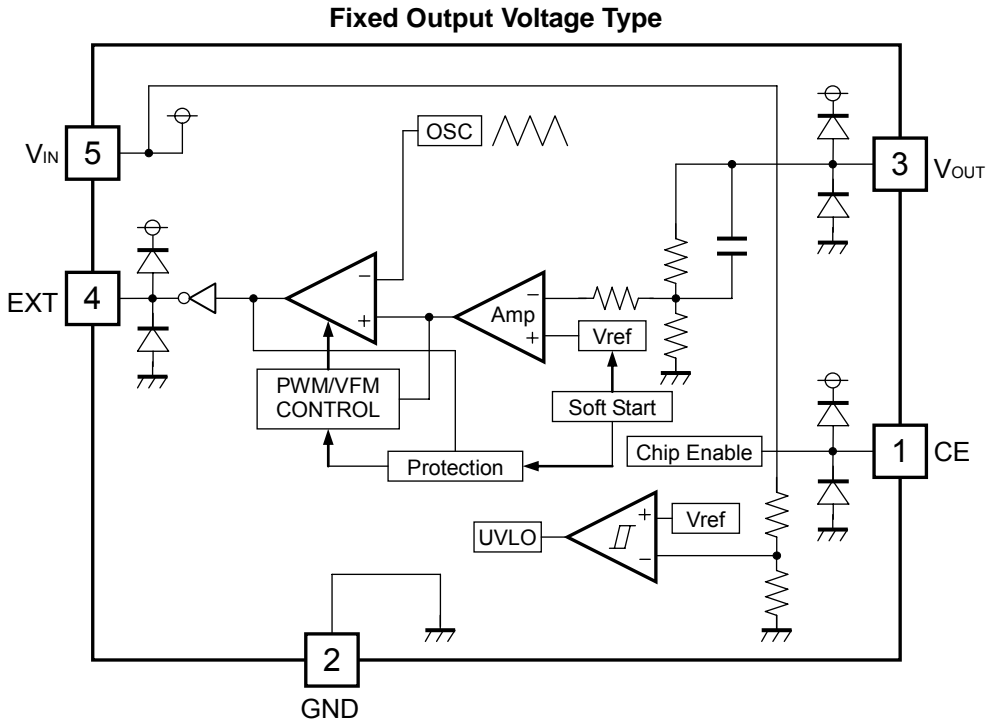 Fixed Output Voltage Type
OSC
5
VIN
3
VOUT
4
EXT
−
+
Amp
−
+
Vref
PWM/VFM
CONTROL
Soft Start
Protection
Chip Enable
1
CE
UVLO
+
−
Vref
2
GND